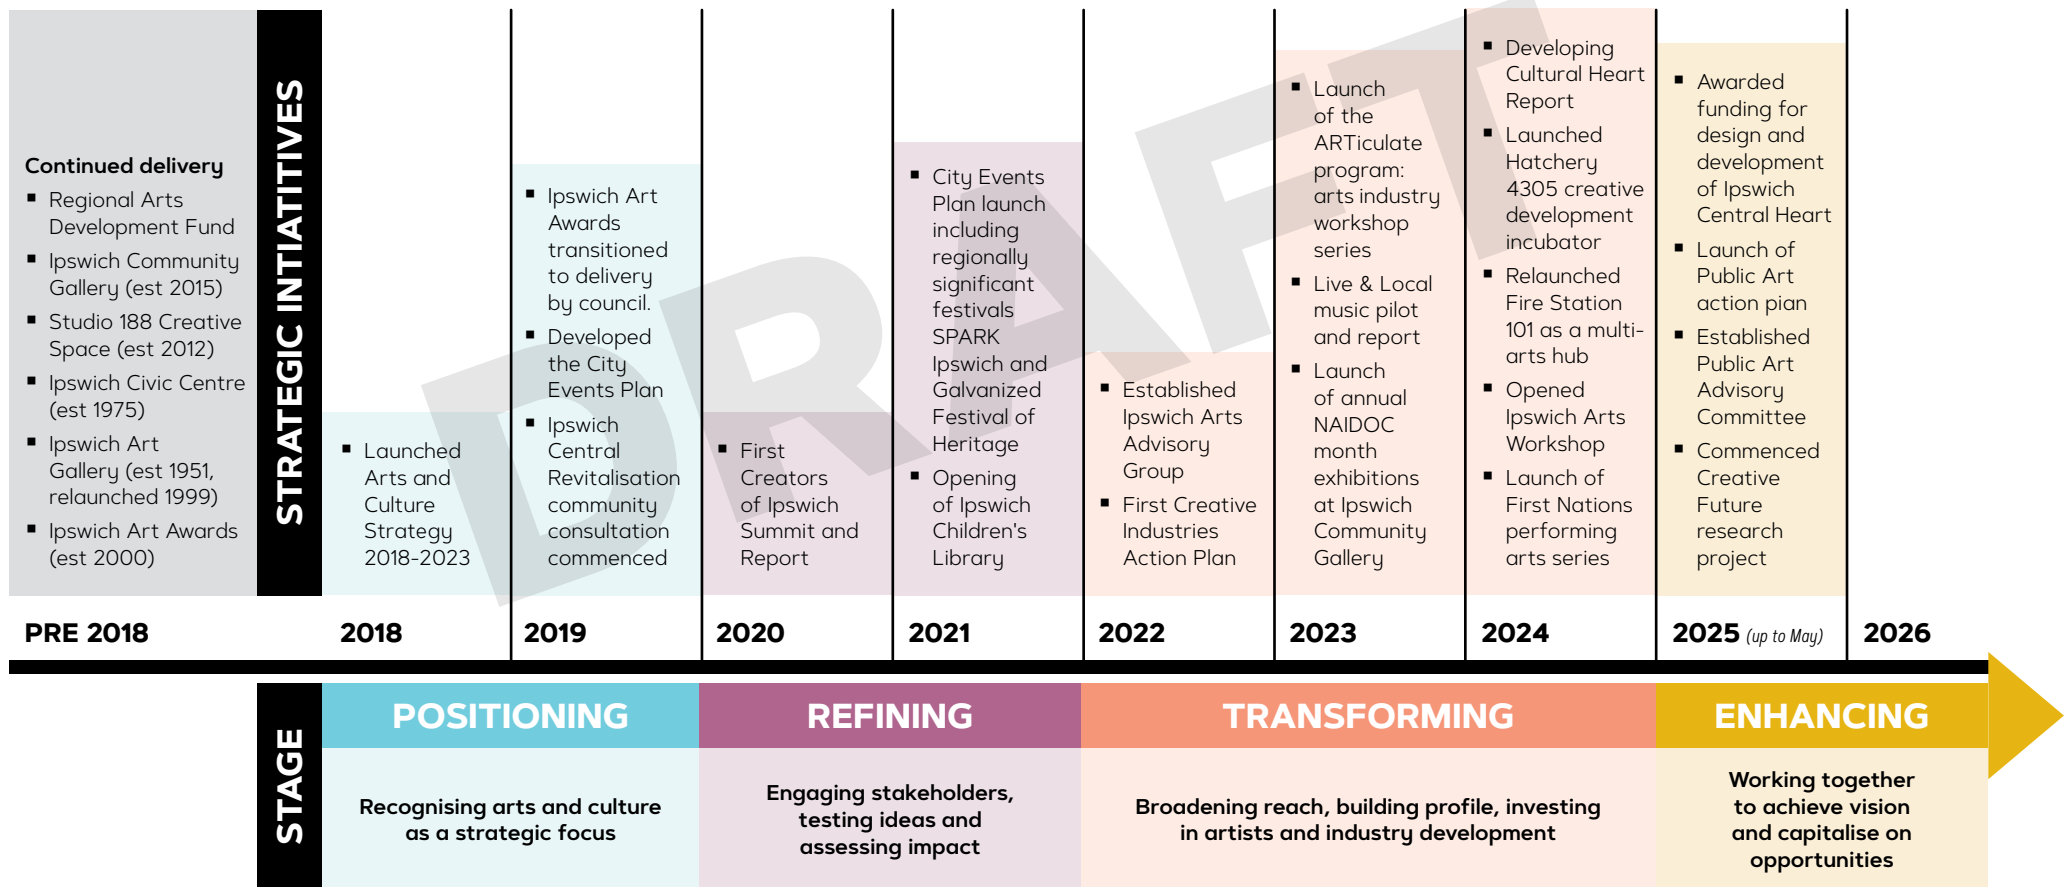 Continued delivery
▪ Regional Arts
Development Fund
▪ Ipswich Community
Gallery (est 2015)
▪ Studio 188 Creative
Space (est 2012)
▪ Ipswich Civic Centre
(est 1975)
▪ Ipswich Art
Gallery (est 1951,
relaunched 1999)
▪ Ipswich Art Awards
(est 2000)
STRATEGIC INTIATITIVES
▪ Launched
Arts and
Culture
Strategy
2018-2023
▪ Ipswich Art
Awards
transitioned
to delivery
by council.
▪ Developed
the City
Events Plan
▪ Ipswich
Central
Revitalisation
community
consultation
commenced
▪ First
Creators
of Ipswich
Summit and
Report
▪ City Events
Plan launch
including
regionally
significant
festivals
SPARK
Ipswich and
Galvanized
Festival of
Heritage
▪ Opening
of Ipswich
Children's
Library
▪ Established
Ipswich Arts
Advisory
Group
▪ First Creative
Industries
Action Plan
▪ Launch
of the
ARTiculate
program:
arts industry
workshop
series
▪ Live & Local
music pilot
and report
▪ Launch
of annual
NAIDOC
month
exhibitions
at Ipswich
Community
Gallery
▪ Developing
Cultural Heart
Report
▪ Launched
Hatchery
4305 creative
development
incubator
▪ Relaunched
Fire Station
101 as a multi-
arts hub
▪ Opened
Ipswich Arts
Workshop
▪ Launch of
First Nations
performing
arts series
▪ Awarded
funding for
design and
development
of Ipswich
Central Heart
▪ Launch of
Public Art
action plan
▪ Established
Public Art
Advisory
Committee
▪ Commenced
Creative
Future
research
project
DRAFT
PRE 2018
2018
2019
2020
2021
2022
2023
2024
2025 (up to May)
2026
STAGE
POSITIONING
Recognising arts and culture
as a strategic focus
REFINING
Engaging stakeholders,
testing ideas and
assessing impact
TRANSFORMING
Broadening reach, building profile, investing
in artists and industry development
ENHANCING
Working together
to achieve vision
and capitalise on
opportunities